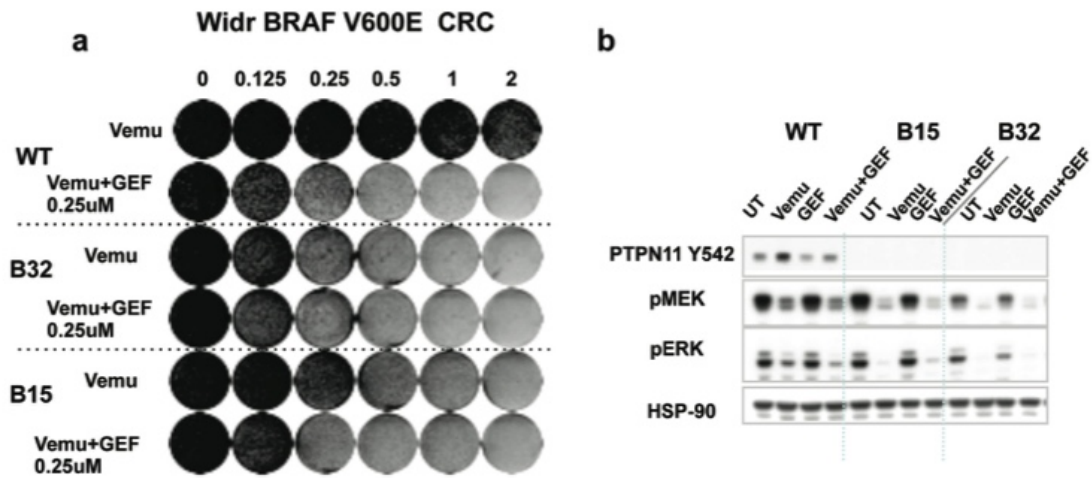 Widr BRAF V600E CRC
a
0 0.125 0.25 0.5 1 2
Vemu
WT
Vemu+GEF
0.25uM
Vemu
B32
Vemu+GEF
0.25uM
Vemu
B15
Vemu+GEF
0.25uM
b
WT B15 B32
UT Vemu GEF Vemu+GEF UT Vemu GEF Vemu+GEF UT Vemu GEF Vemu+GEF
PTPN11 Y542
pMEK
pERK
HSP-90